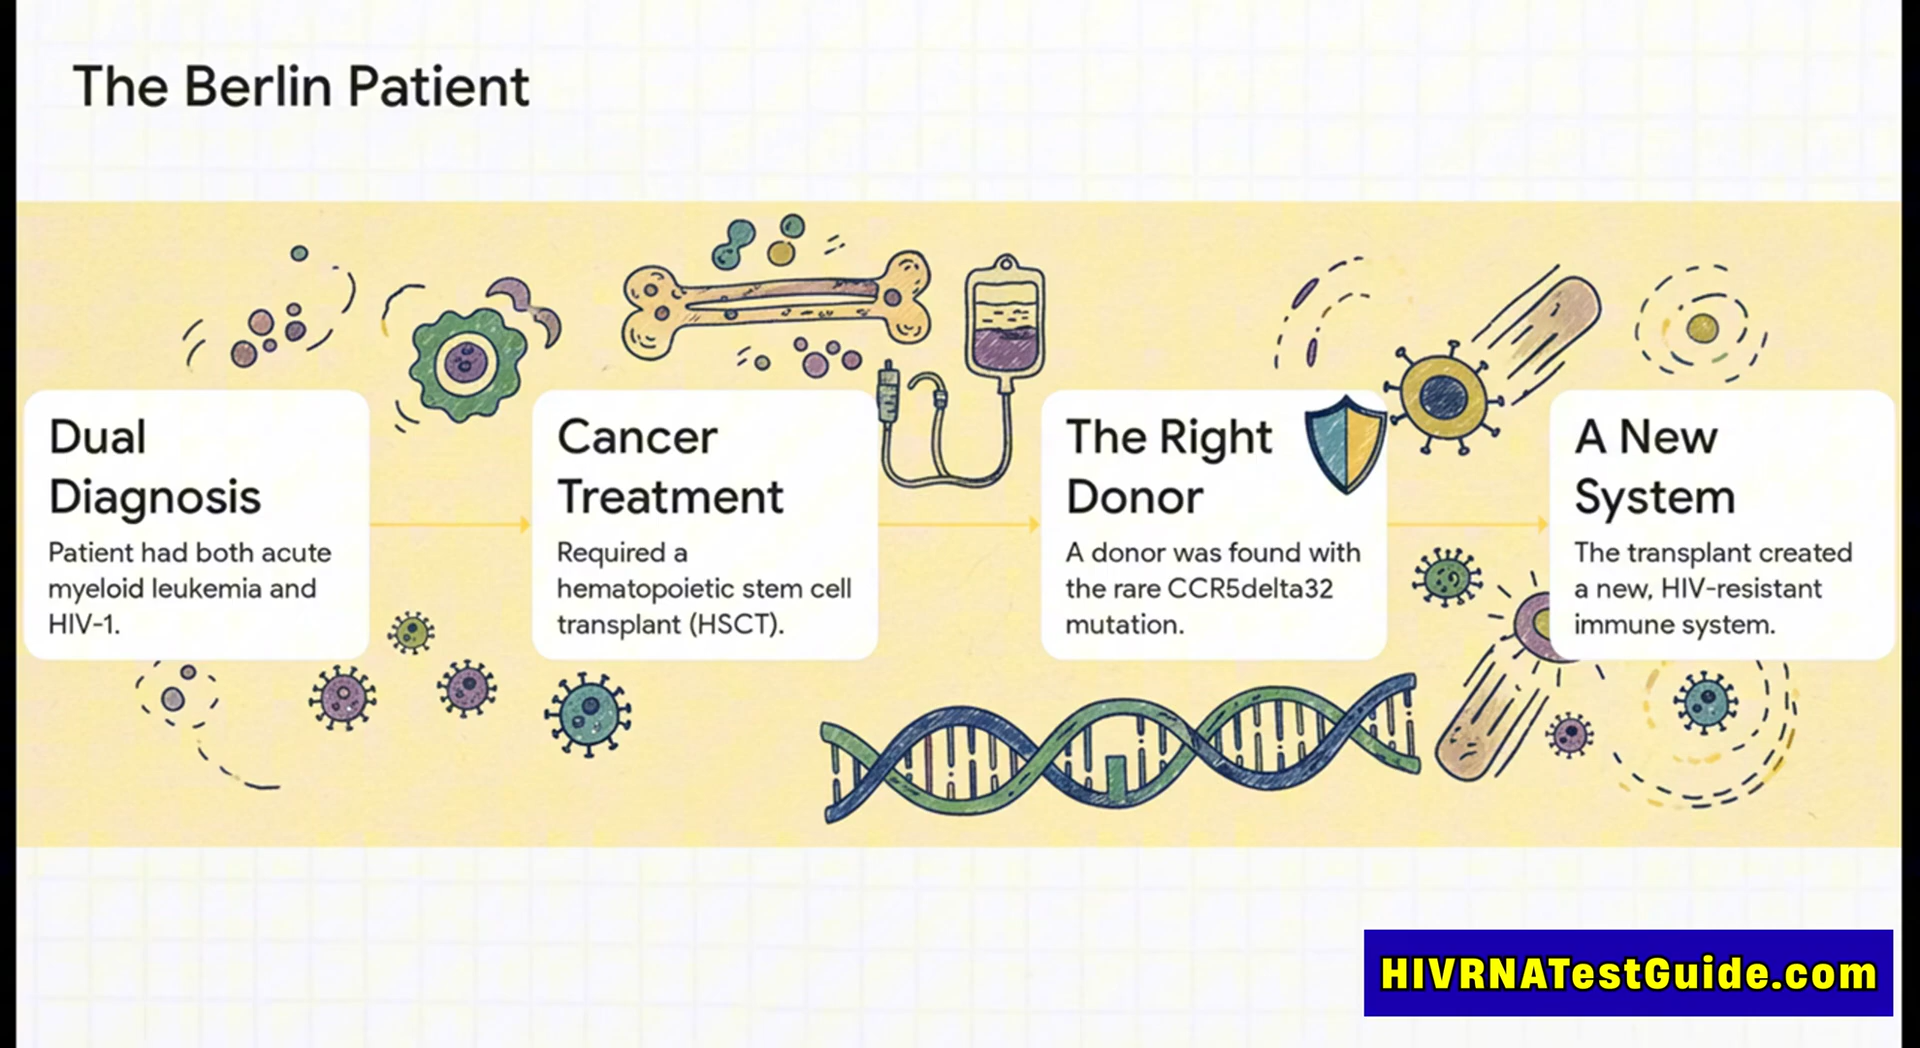 The Berlin Patient
Dual
Diagnosis
Patient had both acute
myeloid leukemia and
HIV-1.
Cancer
Treatment
Required a
hematopoietic stem cell
transplant (HSCT).
The Right
Donor
A donor was found with
the rare CCR5delta32
mutation.
A New
System
The transplant created
a new, HIV-resistant
immune system.
HIVRNATestGuide.com